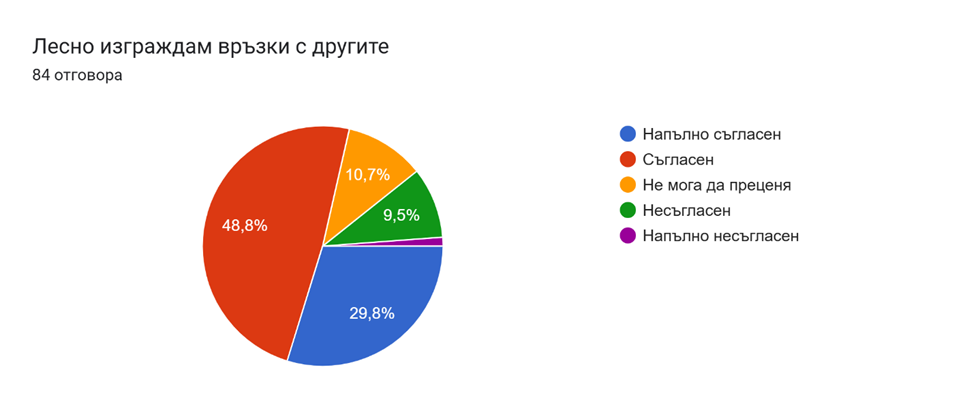 Лесно изграждам връзки с другите
84 отговора
Напълно съгласен
Съгласен
Не мога да преценя
Несъгласен
Напълно несъгласен
10,7%
9,5%
48,8%
29,8%